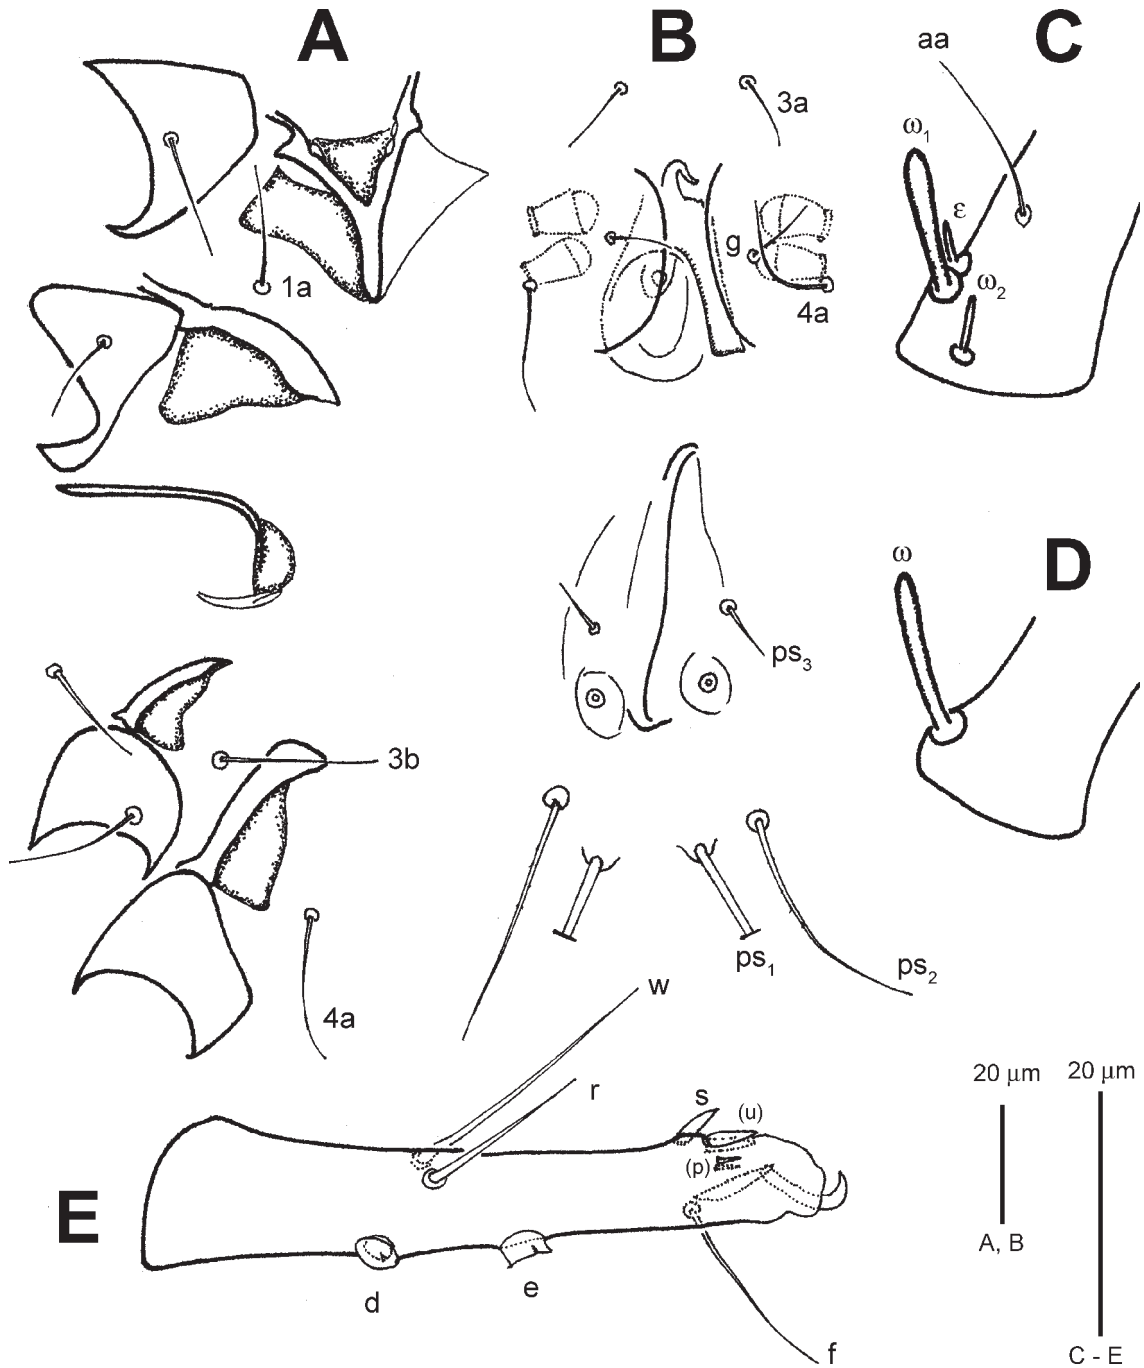 A
B
C
aa
3a
ω1
ε
g
1a
ω2
4a
D
ω
ps3
3b
ps1
ps2
4a
w
r
s
(u)
(p)
E
d
e
f
20 μm
20 μm
A, B
C - E